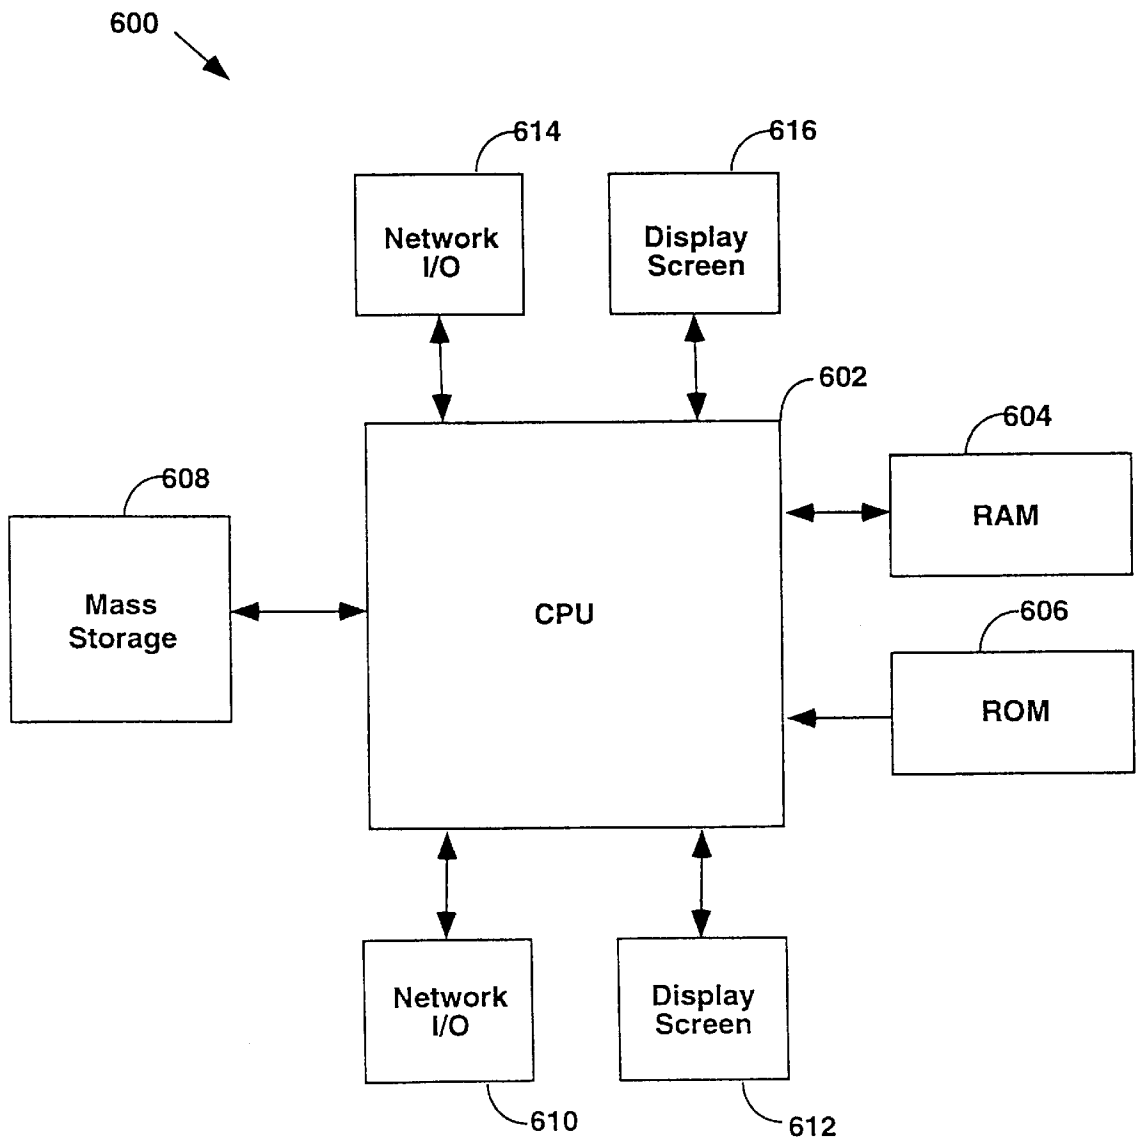 600
614
616
Network
I/O
Display
Screen
602
604
608
RAM
Mass
Storage
CPU
606
ROM
Network
I/O
Display
Screen
610
612